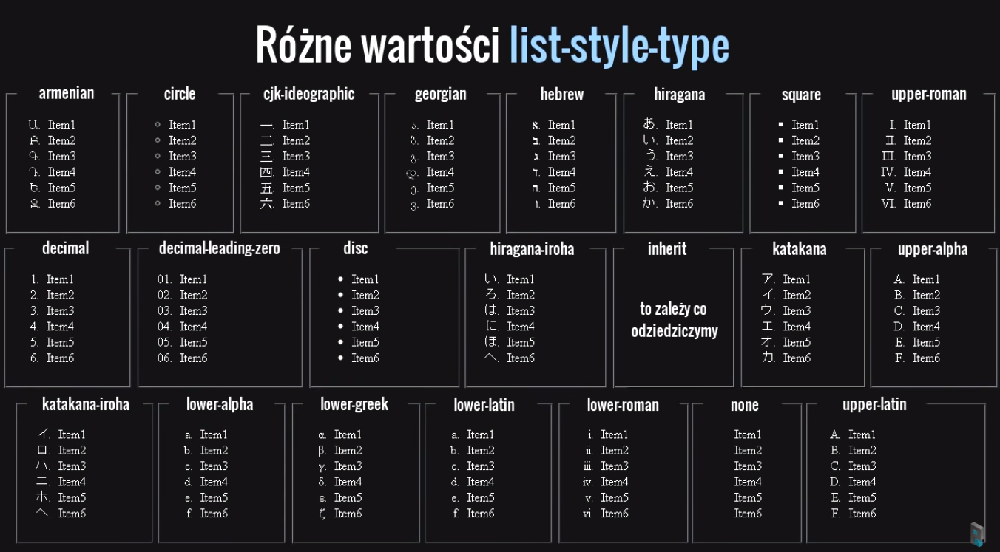 Różne wartości list-style-type
armenian
Ա. Item1
Բ. Item2
Գ. Item3
Դ. Item4
Ե. Item5
Զ. Item6
circle
Item1
Item2
Item3
Item4
Item5
Item6
cjk-ideographic
一. Item1
二. Item2
三. Item3
四. Item4
五. Item5
六. Item6
georgian
ა. Item1
ბ. Item2
გ. Item3
დ. Item4
ე. Item5
ვ. Item6
hebrew
א. Item1
ב. Item2
ג. Item3
ד. Item4
ה. Item5
ו. Item6
hiragana
あ. Item1
い. Item2
う. Item3
え. Item4
お. Item5
か. Item6
square
▪ Item1
▪ Item2
▪ Item3
▪ Item4
▪ Item5
▪ Item6
upper-roman
I. Item1
II. Item2
III. Item3
IV. Item4
V. Item5
VI. Item6
decimal
1. Item1
2. Item2
3. Item3
4. Item4
5. Item5
6. Item6
decimal-leading-zero
01. Item1
02. Item2
03. Item3
04. Item4
05. Item5
06. Item6
disc
• Item1
• Item2
• Item3
• Item4
• Item5
• Item6
hiragana-iroha
い. Item1
ろ. Item2
は. Item3
に. Item4
ほ. Item5
へ. Item6
inherit
to zależy co
odziedziczymy
katakana
ア. Item1
イ. Item2
ウ. Item3
エ. Item4
オ. Item5
カ. Item6
upper-alpha
A. Item1
B. Item2
C. Item3
D. Item4
E. Item5
F. Item6
katakana-iroha
イ. Item1
ロ. Item2
ハ. Item3
ニ. Item4
ホ. Item5
ヘ. Item6
lower-alpha
a. Item1
b. Item2
c. Item3
d. Item4
e. Item5
f. Item6
lower-greek
α. Item1
β. Item2
γ. Item3
δ. Item4
ε. Item5
ζ. Item6
lower-latin
a. Item1
b. Item2
c. Item3
d. Item4
e. Item5
f. Item6
lower-roman
i. Item1
ii. Item2
iii. Item3
iv. Item4
v. Item5
vi. Item6
none
Item1
Item2
Item3
Item4
Item5
Item6
upper-latin
A. Item1
B. Item2
C. Item3
D. Item4
E. Item5
F. Item6